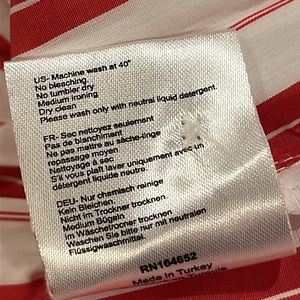 US- Machine wash at 40°
No bleaching.
No tumbler dry
Medium ironing
Dry clean
Please wash only with neutral liquid detergent.
FR- Sec nettoyez seulement
Pas de blanchiment
Ne pas mettre au sèche-linge
repassage moyen
Nettoyage à sec
S'il vous plaît laver uniquement avec un
détergent liquide neutre.
DEU- Nur chemisch reinige
Kein Bleichen
Nicht im Trockner trocknen
Medium Bügeln
im Wäschetrocner trocnen
Waschen Sie bitte nur mit neutralen
Flüssigwaschmittel.
RN164652
Made in Turkey